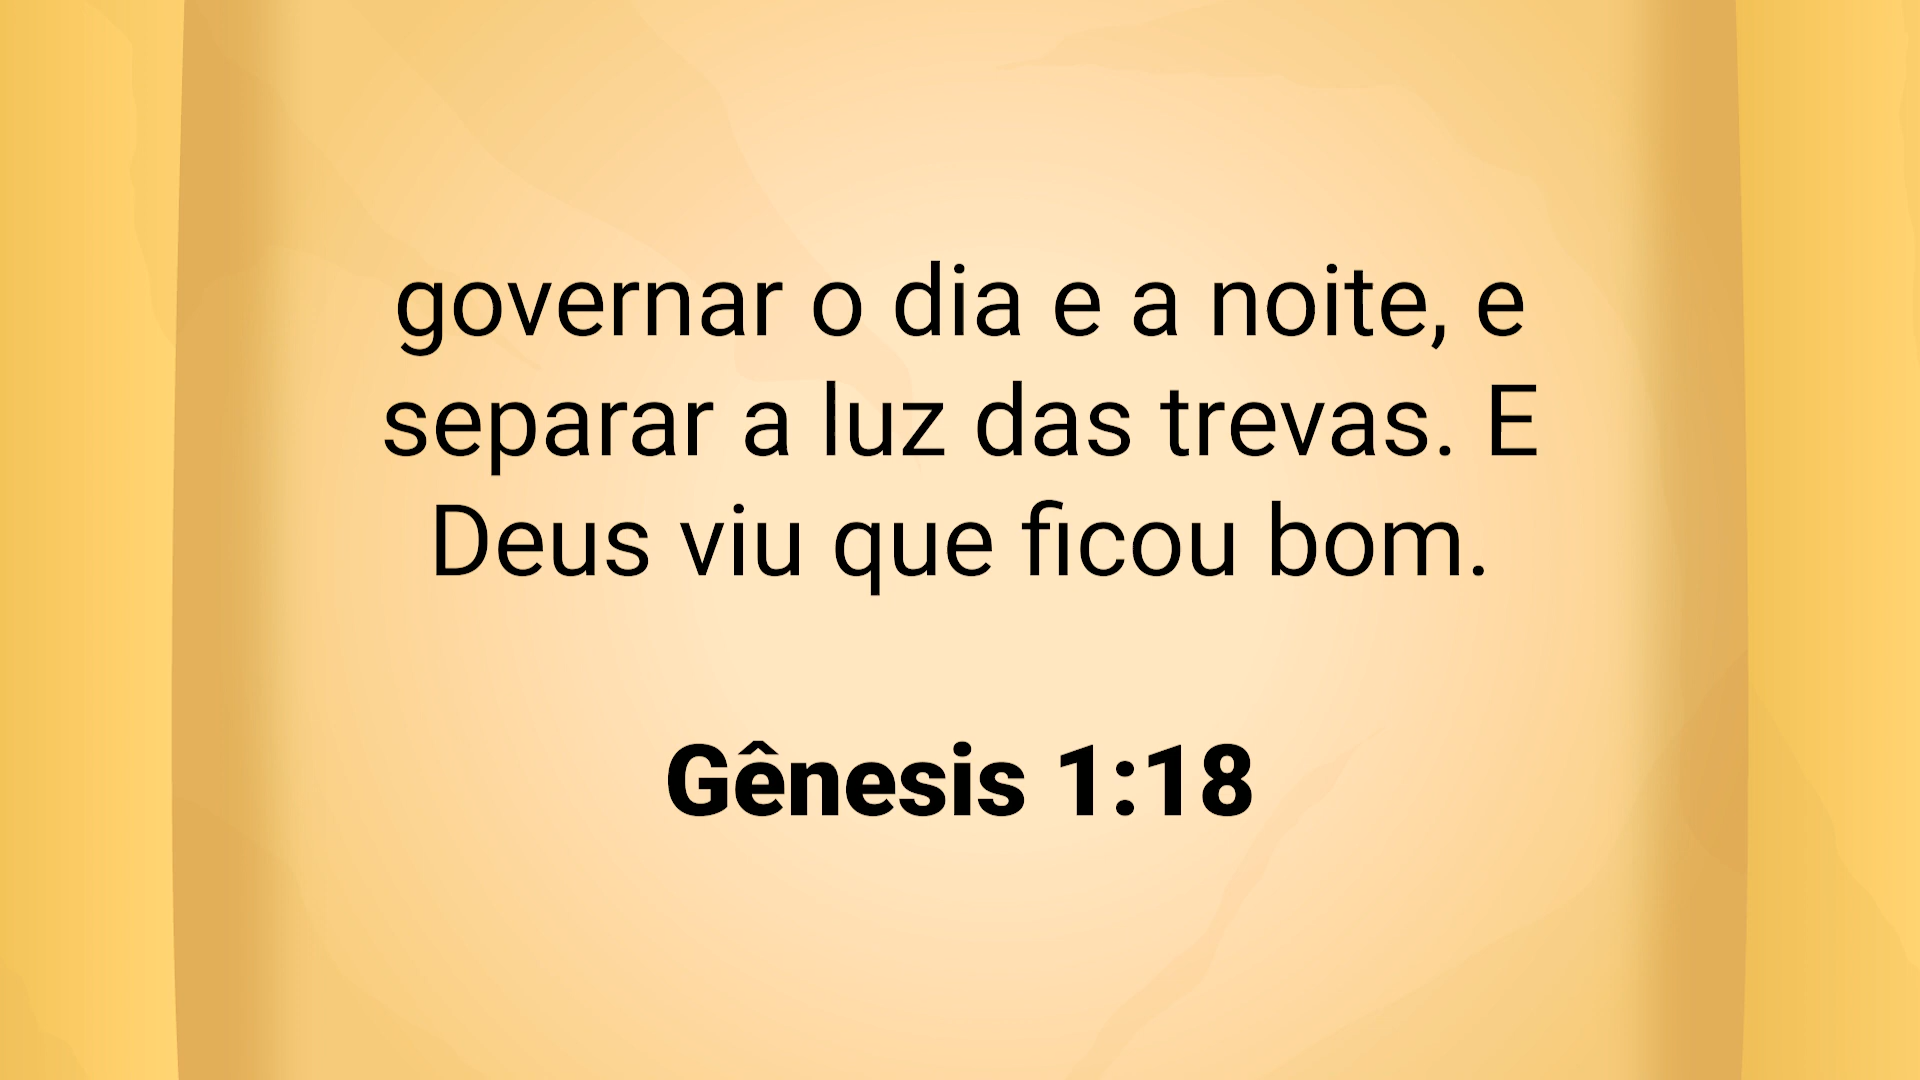 governar o dia e a noite, e
separar a luz das trevas. E
Deus viu que ficou bom.
Gênesis 1:18